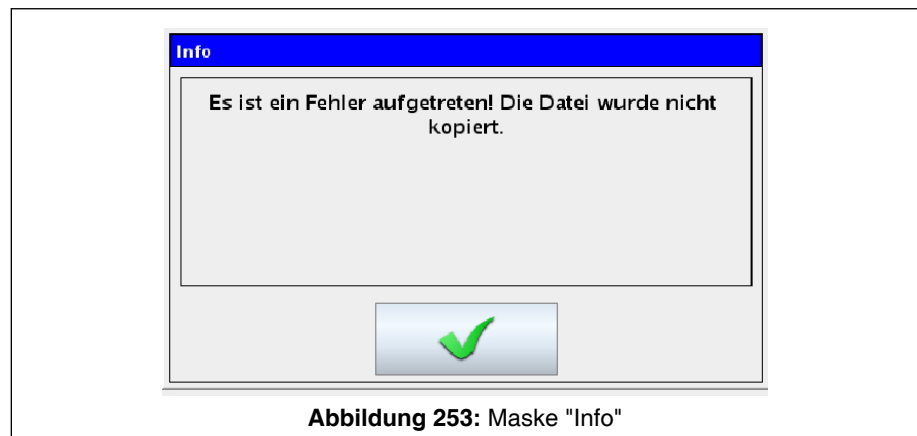 Info
Es ist ein Fehler aufgetreten! Die Datei wurde nicht
kopiert.
Abbildung 253: Maske "Info"